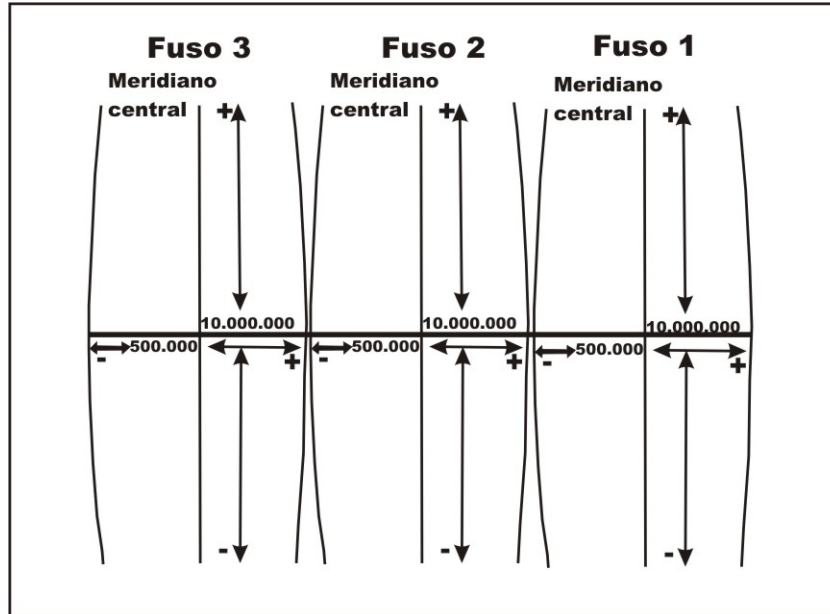 Fuso 3
Meridiano
central
+
10.000.000
500.000
-
+
-
Fuso 2
Meridiano
central
+
10.000.000
500.000
-
+
-
Fuso 1
Meridiano
central
+
10.000.000
500.000
-
+
-